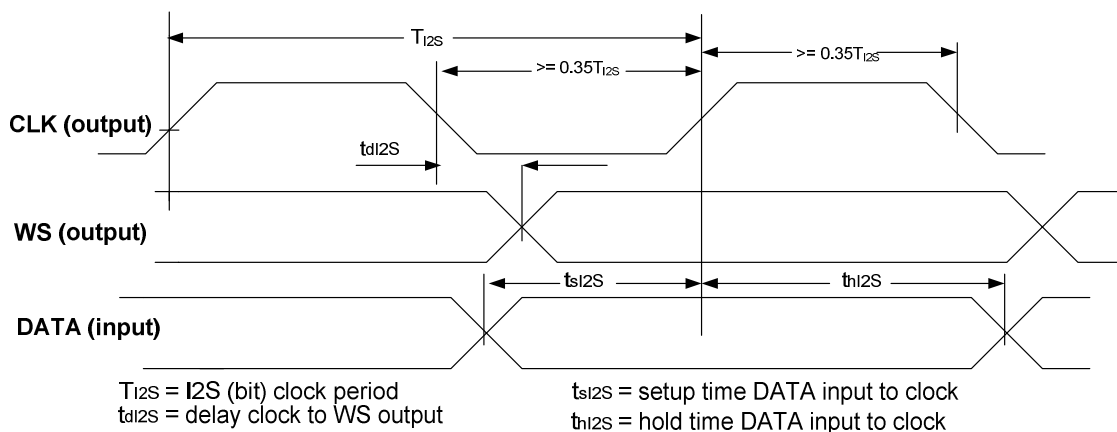 TI2S
>= 0.35TI2S
>= 0.35TI2S
CLK (output)
tdI2S
WS (output)
tsI2S
thI2S
DATA (input)
TI2S = I2S (bit) clock period
tdI2S = delay clock to WS output
tsI2S = setup time DATA input to clock
thI2S = hold time DATA input to clock